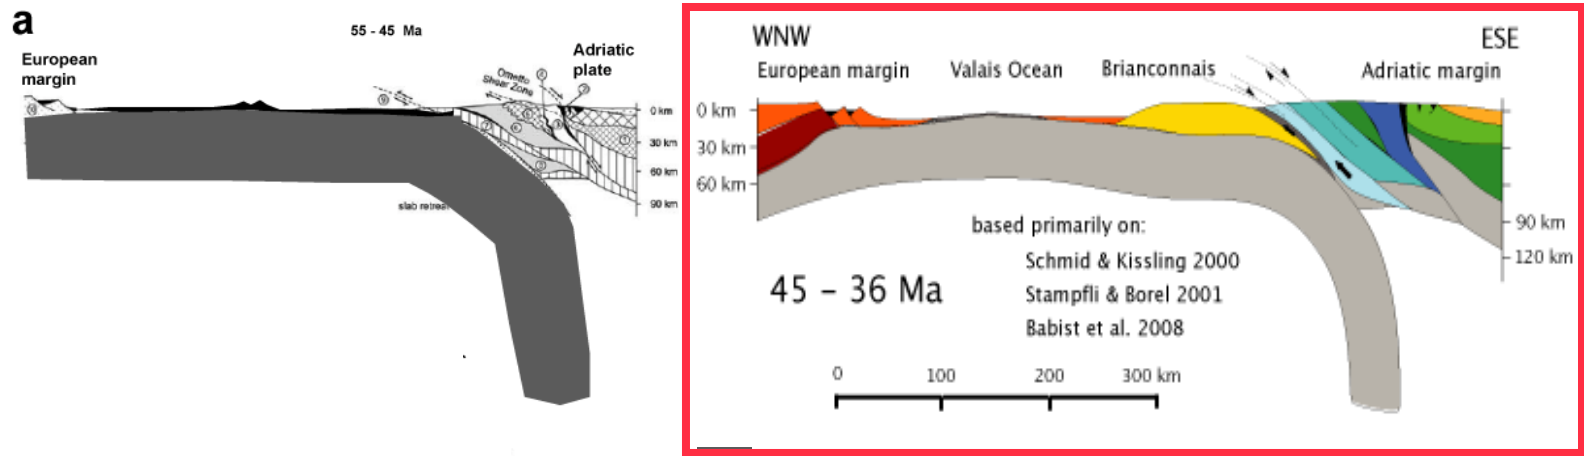 a
55 - 45 Ma
European
margin
Adriatic
plate
Ometto
Shear Zone
0 km
30 km
60 km
90 km
slab retreat
WNW
ESE
European margin
Valais Ocean
Brianconnais
Adriatic margin
0 km
30 km
60 km
90 km
120 km
based primarily on:
Schmid & Kissling 2000
Stampfli & Borel 2001
Babist et al. 2008
45 – 36 Ma
0 100 200 300 km